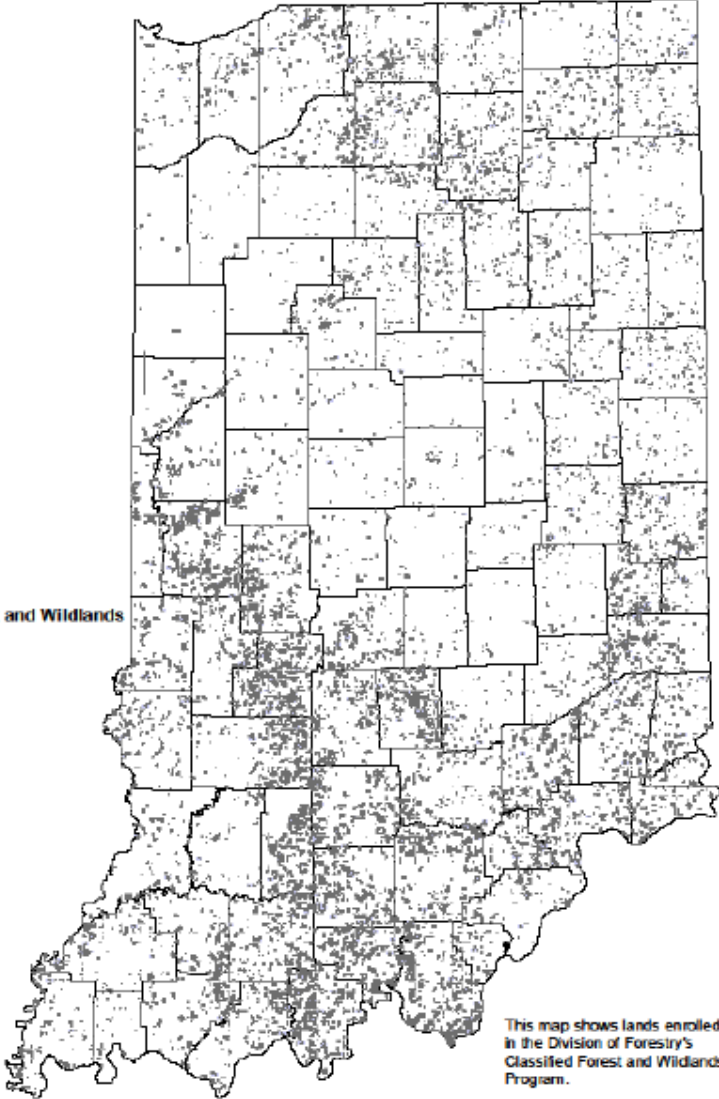 and Wildlands
This map shows lands enrolled
in the Division of Forestry's
Classified Forest and Wildlands
Program.